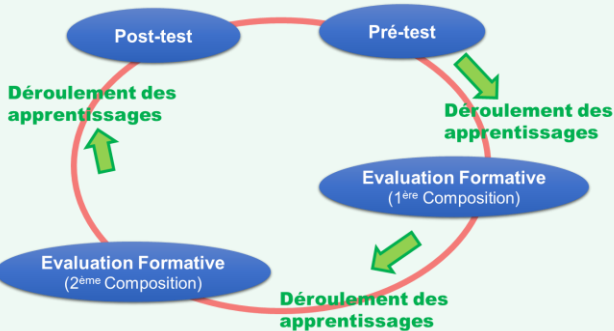 Post-test
Pré-test
Déroulement des
apprentissages
Déroulement des
apprentissages
Evaluation Formative
(1ère Composition)
Evaluation Formative
(2ème Composition)
Déroulement des
apprentissages